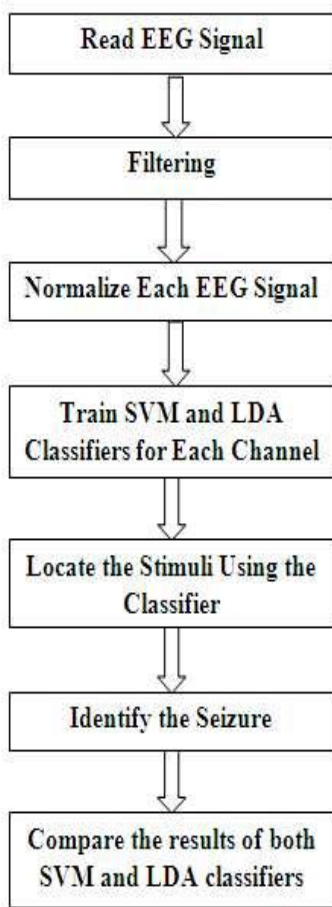 Read EEG Signal
Filtering
Normalize Each EEG Signal
Train SVM and LDA
Classifiers for Each Channel
Locate the Stimuli Using the
Classifier
Identify the Seizure
Compare the results of both
SVM and LDA classifiers